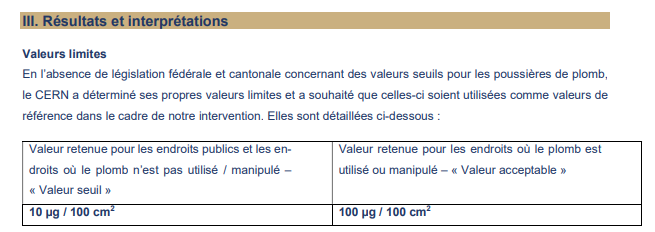 III. Résultats et interprétations
Valeurs limites
En l’absence de législation fédérale et cantonale concernant des valeurs seuils pour les poussières de plomb,
le CERN a déterminé ses propres valeurs limites et a souhaité que celles-ci soient utilisées comme valeurs de
référence dans le cadre de notre intervention. Elles sont détaillées ci-dessous :
Valeur retenue pour les endroits publics et les en-
droits où le plomb n’est pas utilisé / manipulé –
« Valeur seuil »
Valeur retenue pour les endroits où le plomb est
utilisé ou manipulé – « Valeur acceptable »
10 µg / 100 cm²
100 µg / 100 cm²